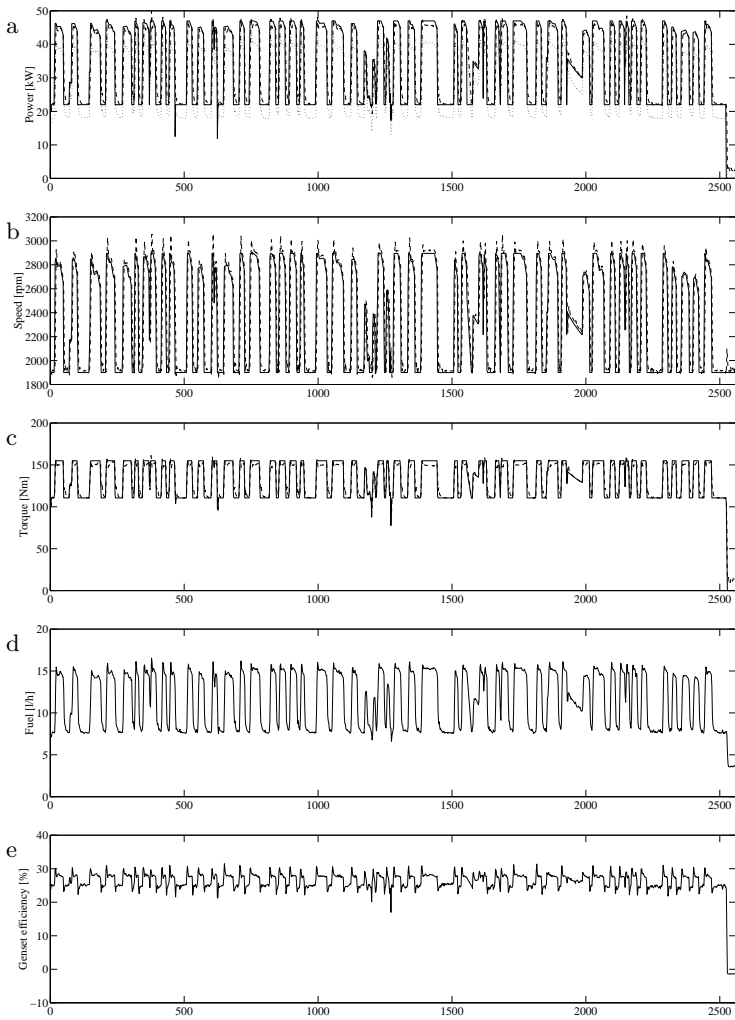 a
Power [kW]
50
40
30
20
10
0
0 500 1000 1500 2000 2500
b
Speed [rpm]
3200
3000
2800
2600
2400
2200
2000
1800
0 500 1000 1500 2000 2500
c
Torque [Nm]
200
150
100
50
0
0 500 1000 1500 2000 2500
d
Fuel [l/h]
20
15
10
5
0
0 500 1000 1500 2000 2500
e
Genset efficiency [%]
40
30
20
10
0
−10
0 500 1000 1500 2000 2500